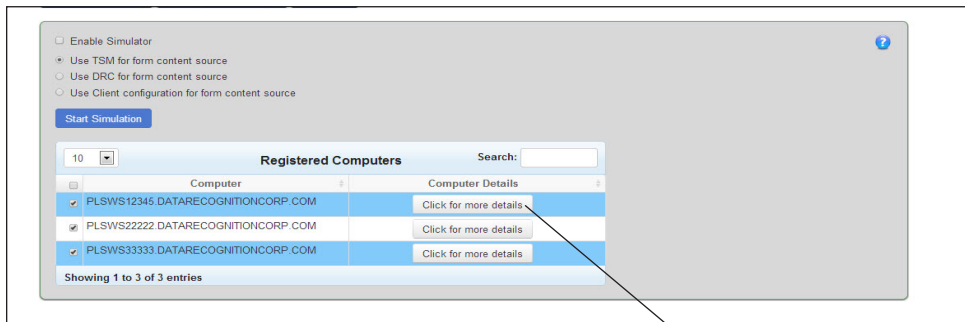 Enable Simulator
?
Use TSM for form content source
Use DRC for form content source
Use Client configuration for form content source
Start Simulation
10 Registered Computers Search:
Computer Computer Details
PLSWS12345.DATARECOGNITIONCORP.COM Click for more details
PLSWS22222.DATARECOGNITIONCORP.COM Click for more details
PLSWS33333.DATARECOGNITIONCORP.COM Click for more details
Showing 1 to 3 of 3 entries